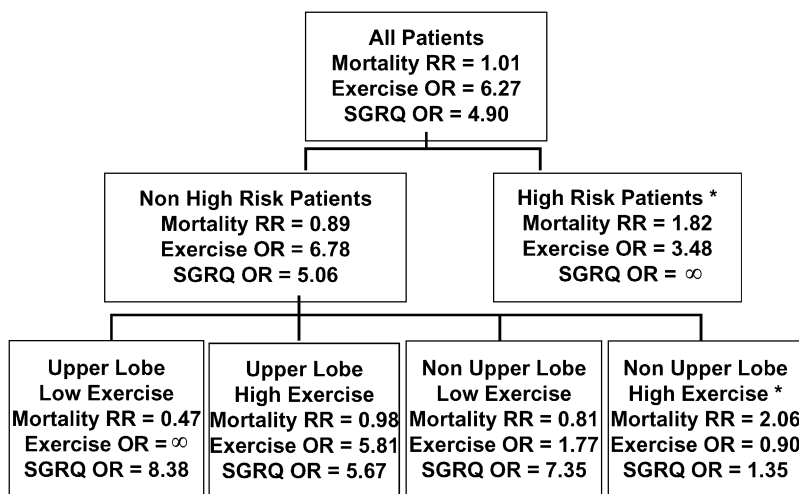 All Patients
Mortality RR = 1.01
Exercise OR = 6.27
SGRQ OR = 4.90
Non High Risk Patients
Mortality RR = 0.89
Exercise OR = 6.78
SGRQ OR = 5.06
High Risk Patients *
Mortality RR = 1.82
Exercise OR = 3.48
SGRQ OR = ∞
Upper Lobe
Low Exercise
Mortality RR = 0.47
Exercise OR = ∞
SGRQ OR = 8.38
Upper Lobe
High Exercise
Mortality RR = 0.98
Exercise OR = 5.81
SGRQ OR = 5.67
Non Upper Lobe
Low Exercise
Mortality RR = 0.81
Exercise OR = 1.77
SGRQ OR = 7.35
Non Upper Lobe
High Exercise *
Mortality RR = 2.06
Exercise OR = 0.90
SGRQ OR = 1.35